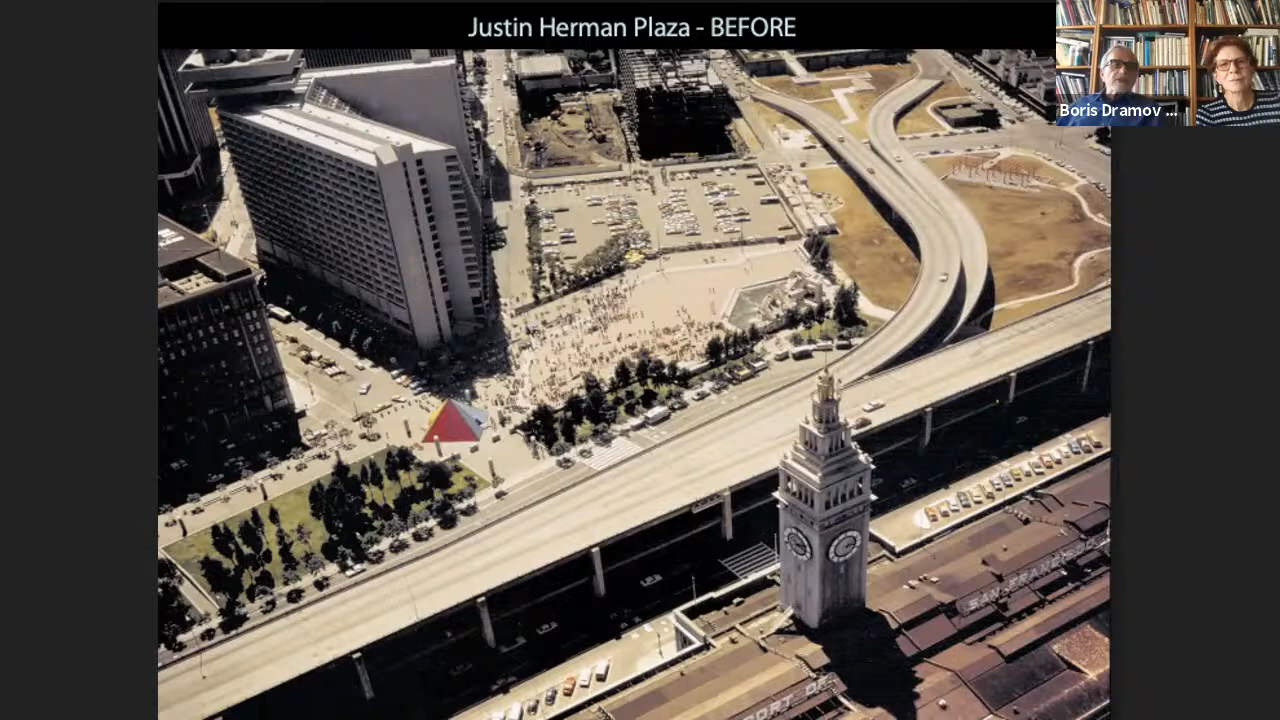 Justin Herman Plaza - BEFORE
Boris Dramov ...
PORT OF
SAN FRANCISCO